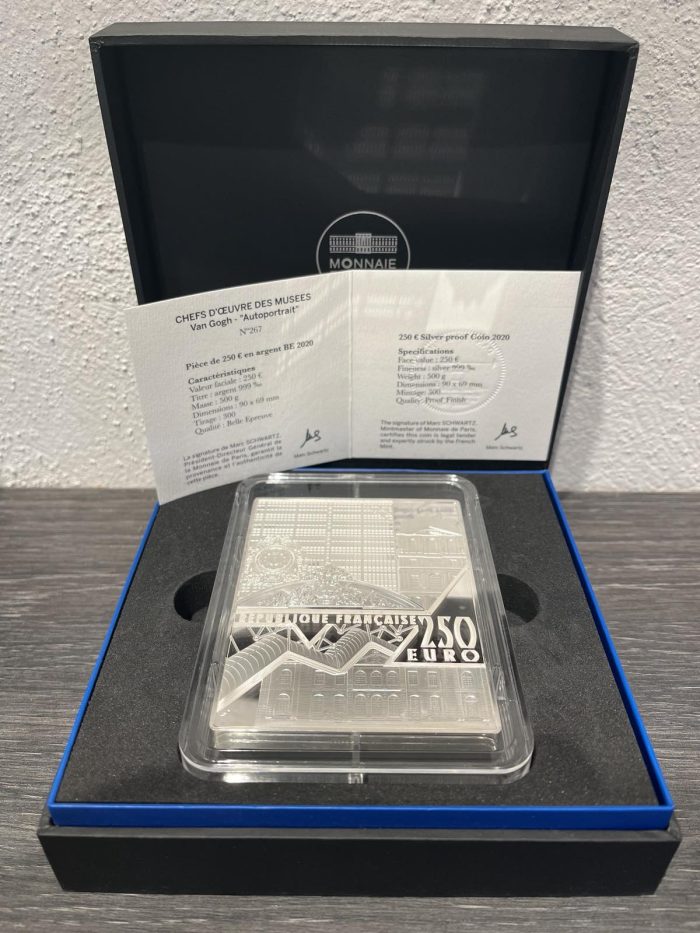 MONNAIE
CHEFS D'ŒUVRE DES MUSEES
Van Gogh - "Autoportrait"
N°267
Pièce de 250 € en argent BE 2020
Caractéristiques
Valeur faciale : 250 €
Titre : argent 999 ‰
Masse : 500 g
Dimensions : 90 x 69 mm
Tirage : 300
Qualité : Belle Epreuve
La signature de Marc SCHWARTZ,
Président-Directeur Général de
la Monnaie de Paris, garantit la
provenance et l'authenticité de
cette pièce.
Marc Schwartz
250 € Silver proof Coin 2020
Specifications
Face value : 250 €
Fineness : silver 999 ‰
Weight : 500 g
Dimensions : 90 x 69 mm
Mintage: 300
Quality: Proof Finish
The signature of Marc SCHWARTZ,
Mintmaster of Monnaie de Paris,
certifies this coin is legal tender
and expertly struck by the French
Mint.
Marc Schwartz
RÉPUBLIQUE FRANÇAISE
250
EURO